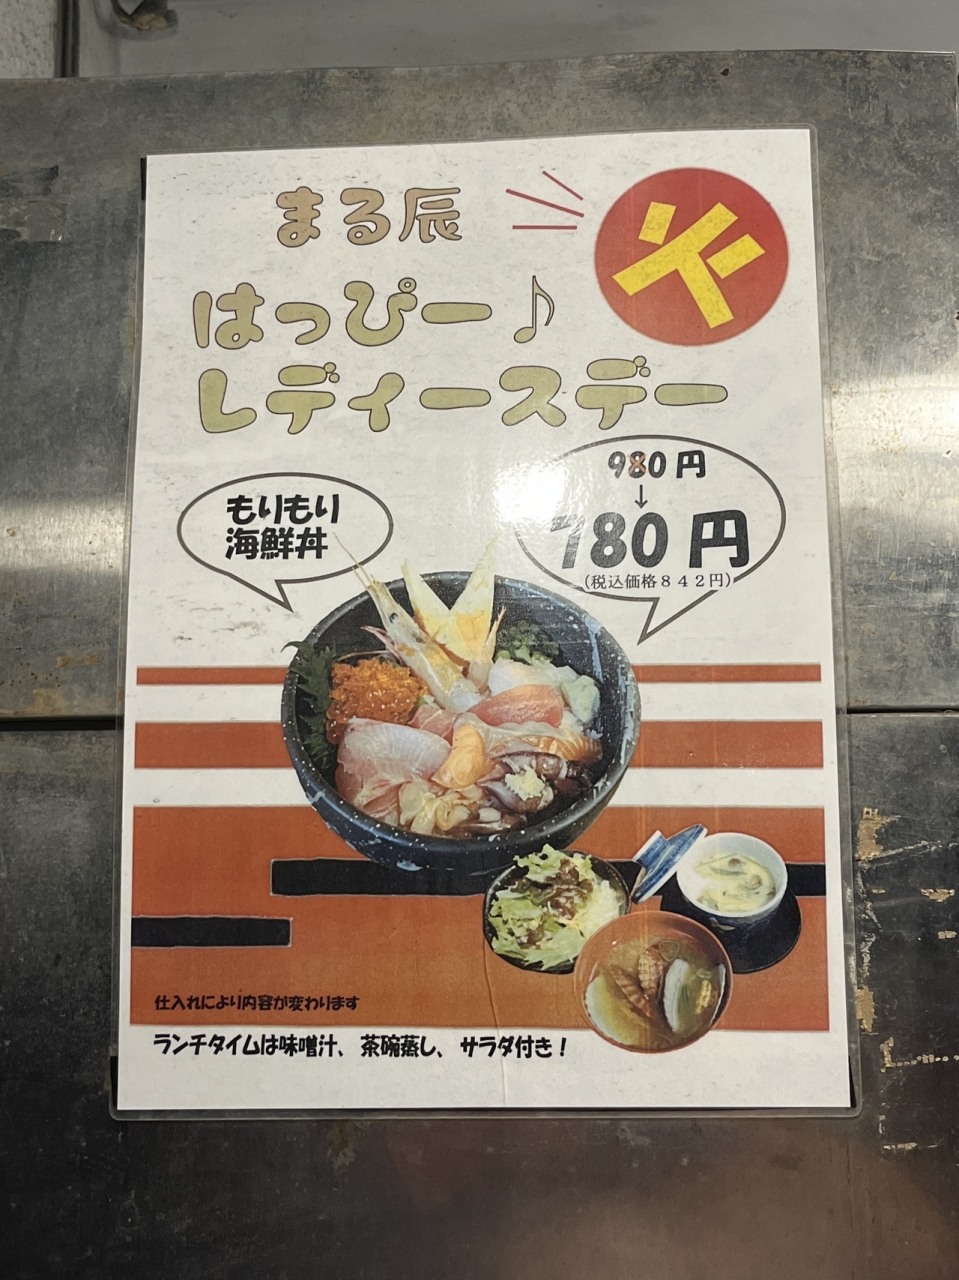 まる辰
火
はっぴー♪
レディースデー
もりもり
海鮮丼
980円
↓
780円
(税込価格８４２円)
仕入れにより内容が変わります
ランチタイムは味噌汁、茶碗蒸し、サラダ付き！